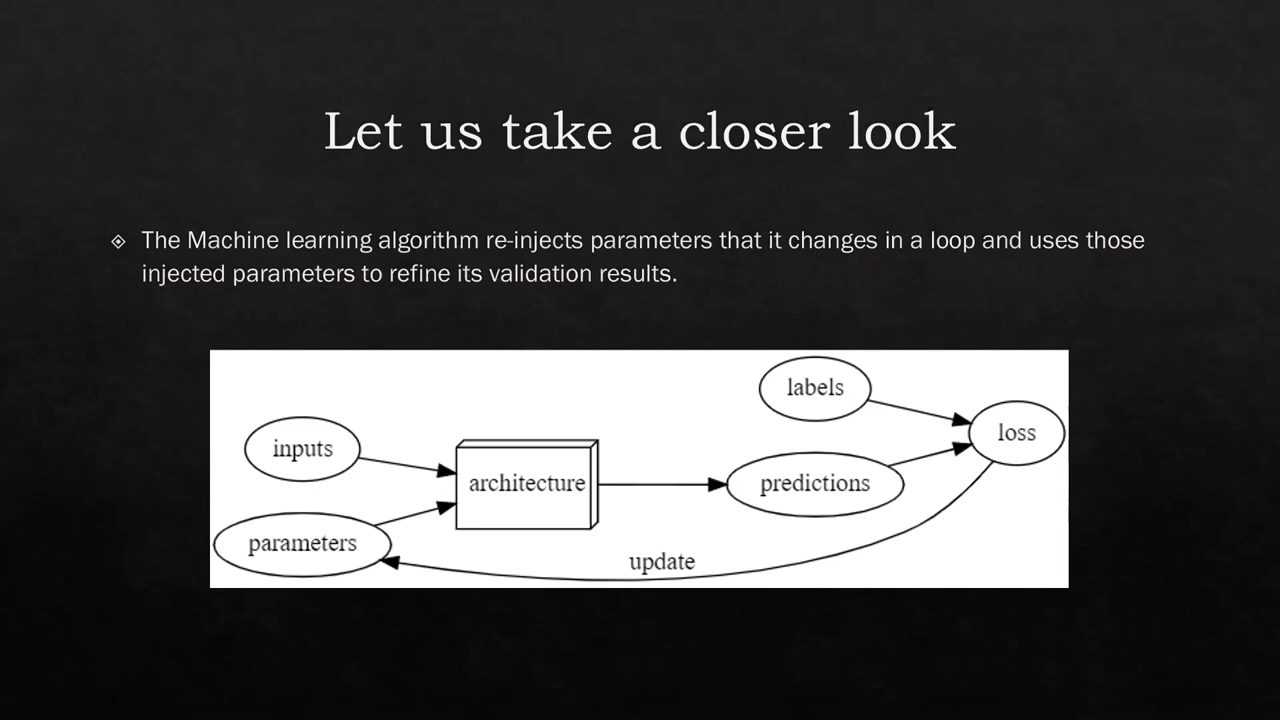 Let us take a closer look
The Machine learning algorithm re-injects parameters that it changes in a loop and uses those
injected parameters to refine its validation results.
labels
loss
inputs
architecture
predictions
parameters
update